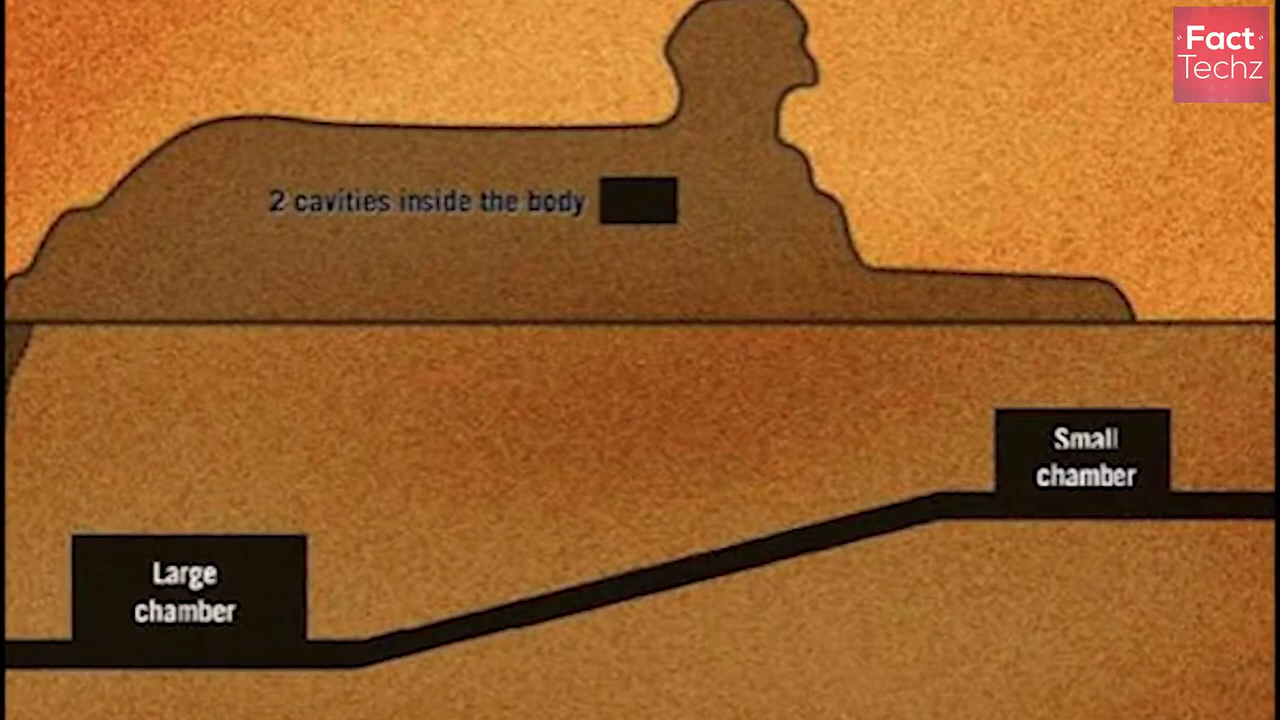 "Fact"
Techz
2 cavities inside the body
Small
chamber
Large
chamber